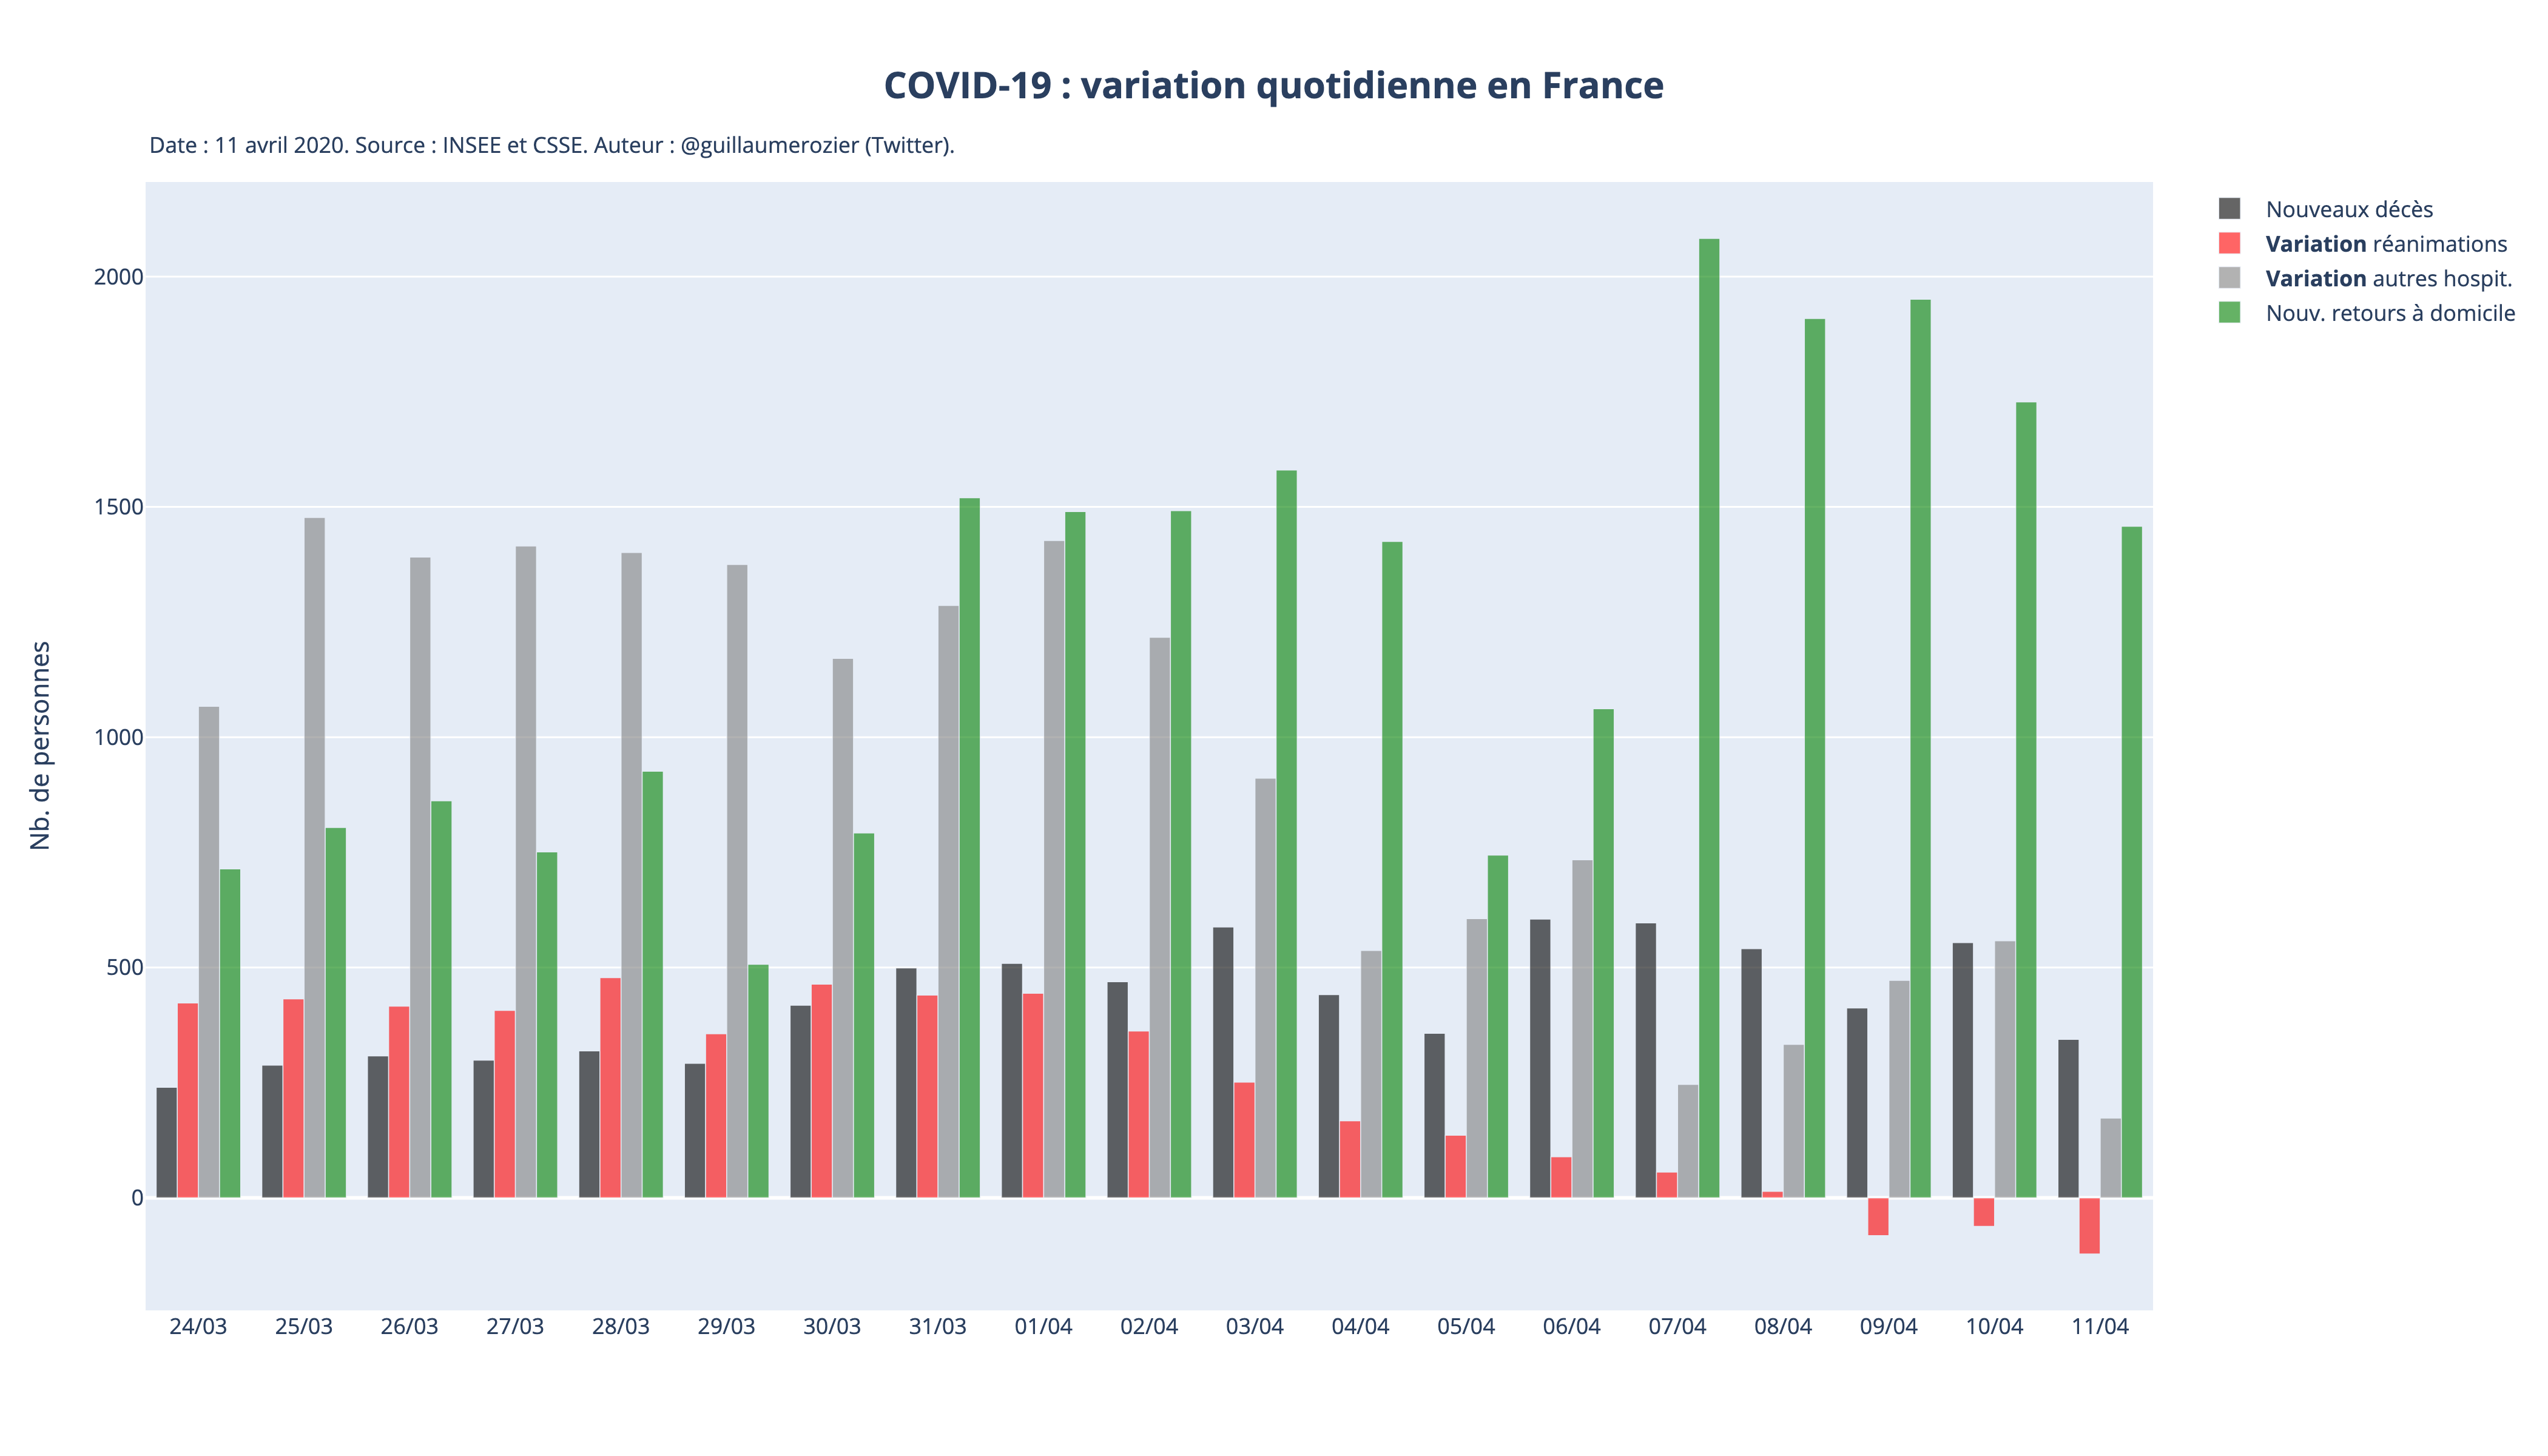 COVID-19 : variation quotidienne en France
Date : 11 avril 2020. Source : INSEE et CSSE. Auteur : @guillaumerozier (Twitter).
Nouveaux décès
Variation réanimations
Variation autres hospit.
Nouv. retours à domicile
Nb. de personnes
2000
1500
1000
500
0
24/03 25/03 26/03 27/03 28/03 29/03 30/03 31/03 01/04 02/04 03/04 04/04 05/04 06/04 07/04 08/04 09/04 10/04 11/04